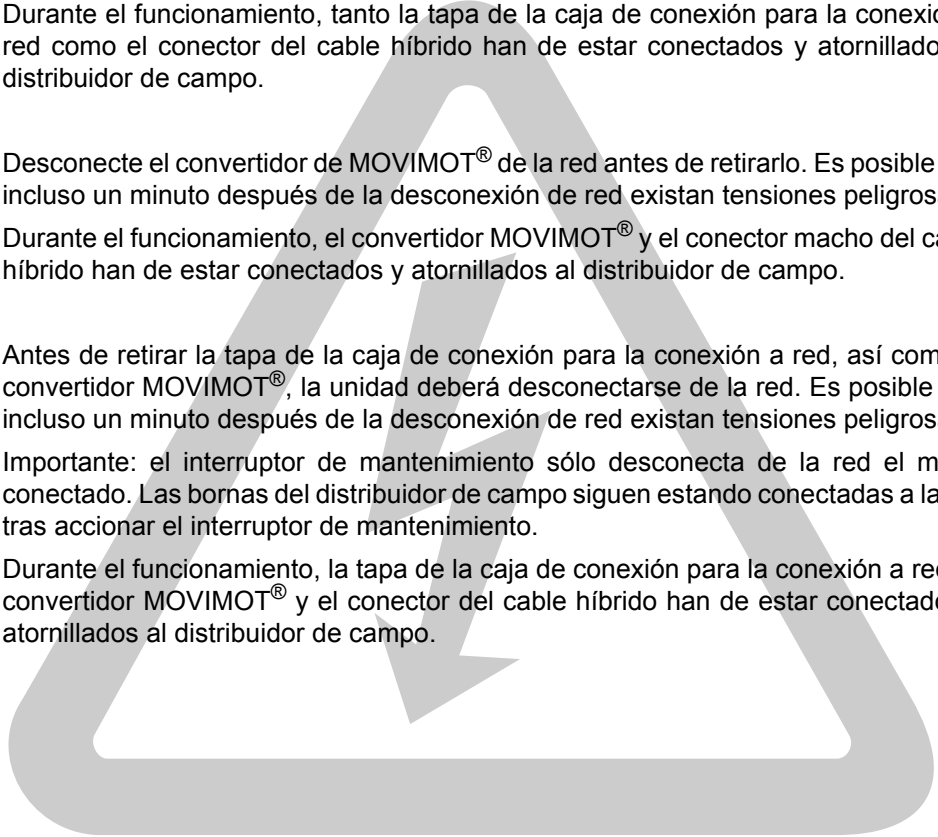 Durante el funcionamiento, tanto la tapa de la caja de conexión para la
red como el conector del cable híbrido han de estar conectados y
distribuidor de campo.
Desconecte el convertidor de MOVIMOT® de la red antes de retirarlo. Es posible
incluso un minuto después de la desconexión de red existan tensiones
Durante el funcionamiento, el convertidor MOVIMOT® y el conector macho del
híbrido han de estar conectados y atornillados al distribuidor de campo.
Antes de retirar la tapa de la caja de conexión para la conexión a red, así
convertidor MOVIMOT®, la unidad deberá desconectarse de la red. Es posible
incluso un minuto después de la desconexión de red existan tensiones
Importante: el interruptor de mantenimiento sólo desconecta de la red el
conectado. Las bornas del distribuidor de campo siguen estando conectadas a la
tras accionar el interruptor de mantenimiento.
Durante el funcionamiento, la tapa de la caja de conexión para la conexión a
convertidor MOVIMOT® y el conector del cable híbrido han de estar
atornillados al distribuidor de campo.